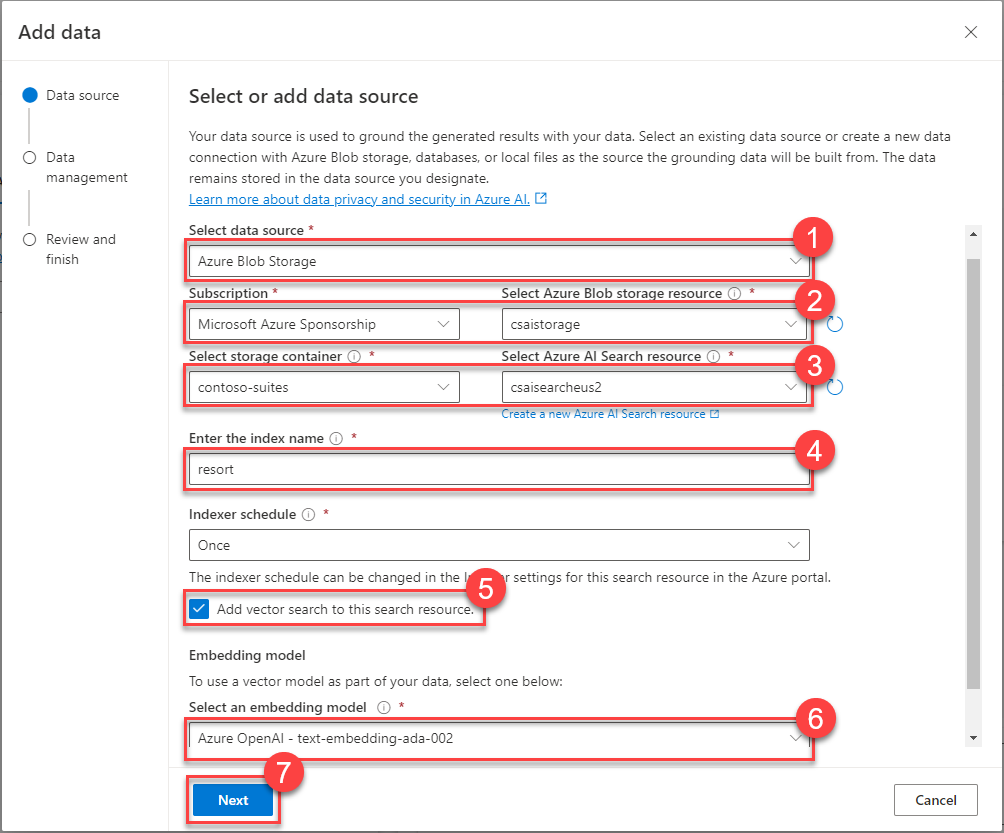 Add data
Data source
Data
management
Review and
finish
Select or add data source
Your data source is used to ground the generated results with your data. Select an existing data source or create a new data
connection with Azure Blob storage, databases, or local files as the source the grounding data will be built from. The data
remains stored in the data source you designate.
Learn more about data privacy and security in Azure AI.
Select data source *
1
Azure Blob Storage
Subscription *
Select Azure Blob storage resource *
2
Microsoft Azure Sponsorship
csaistorage
Select storage container *
Select Azure AI Search resource *
3
contoso-suites
csaisearcheus2
Create a new Azure AI Search resource
Enter the index name *
4
resort
Indexer schedule *
Once
The indexer schedule can be changed in the settings for this search resource in the Azure portal.
5
Add vector search to this search resource.
Embedding model
To use a vector model as part of your data, select one below:
Select an embedding model *
6
Azure OpenAI - text-embedding-ada-002
7
Next
Cancel